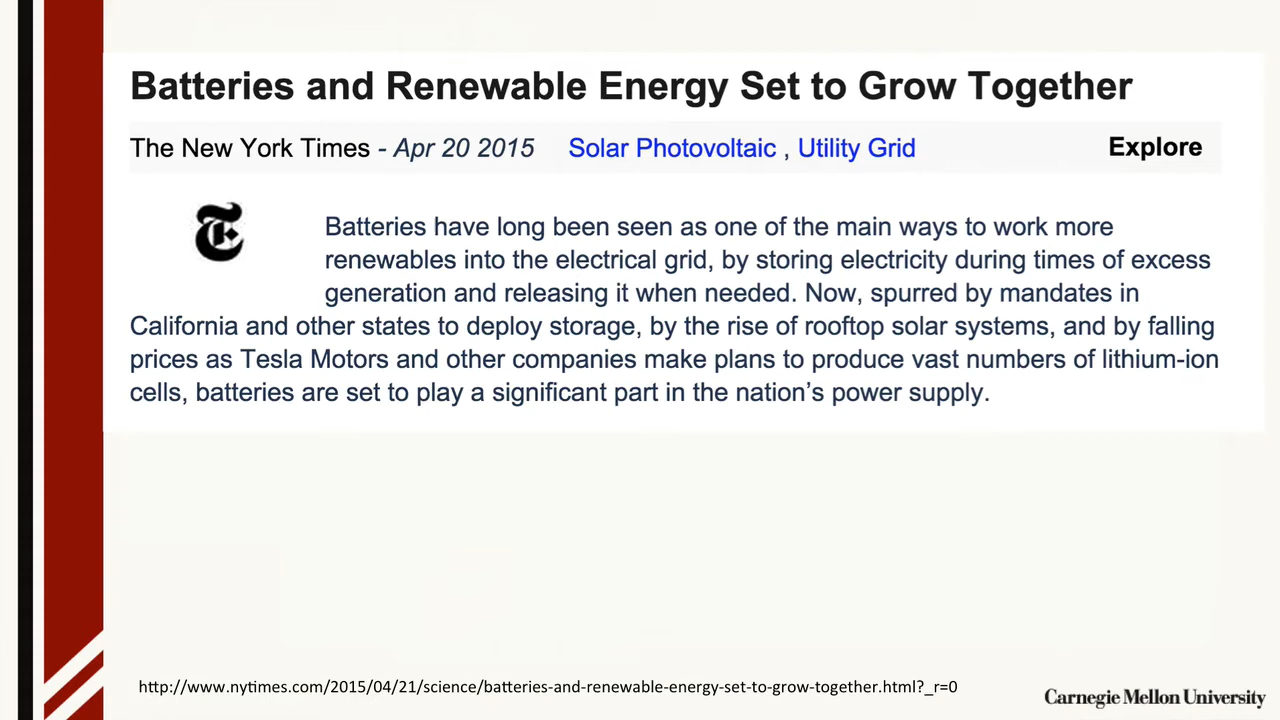 Batteries and Renewable Energy Set to Grow Together
The New York Times - Apr 20 2015 Solar Photovoltaic , Utility Grid Explore
Batteries have long been seen as one of the main ways to work more
renewables into the electrical grid, by storing electricity during times of excess
generation and releasing it when needed. Now, spurred by mandates in
California and other states to deploy storage, by the rise of rooftop solar systems, and by falling
prices as Tesla Motors and other companies make plans to produce vast numbers of lithium-ion
cells, batteries are set to play a significant part in the nation’s power supply.
http://www.nytimes.com/2015/04/21/science/batteries-and-renewable-energy-set-to-grow-together.html?_r=0
Carnegie Mellon University